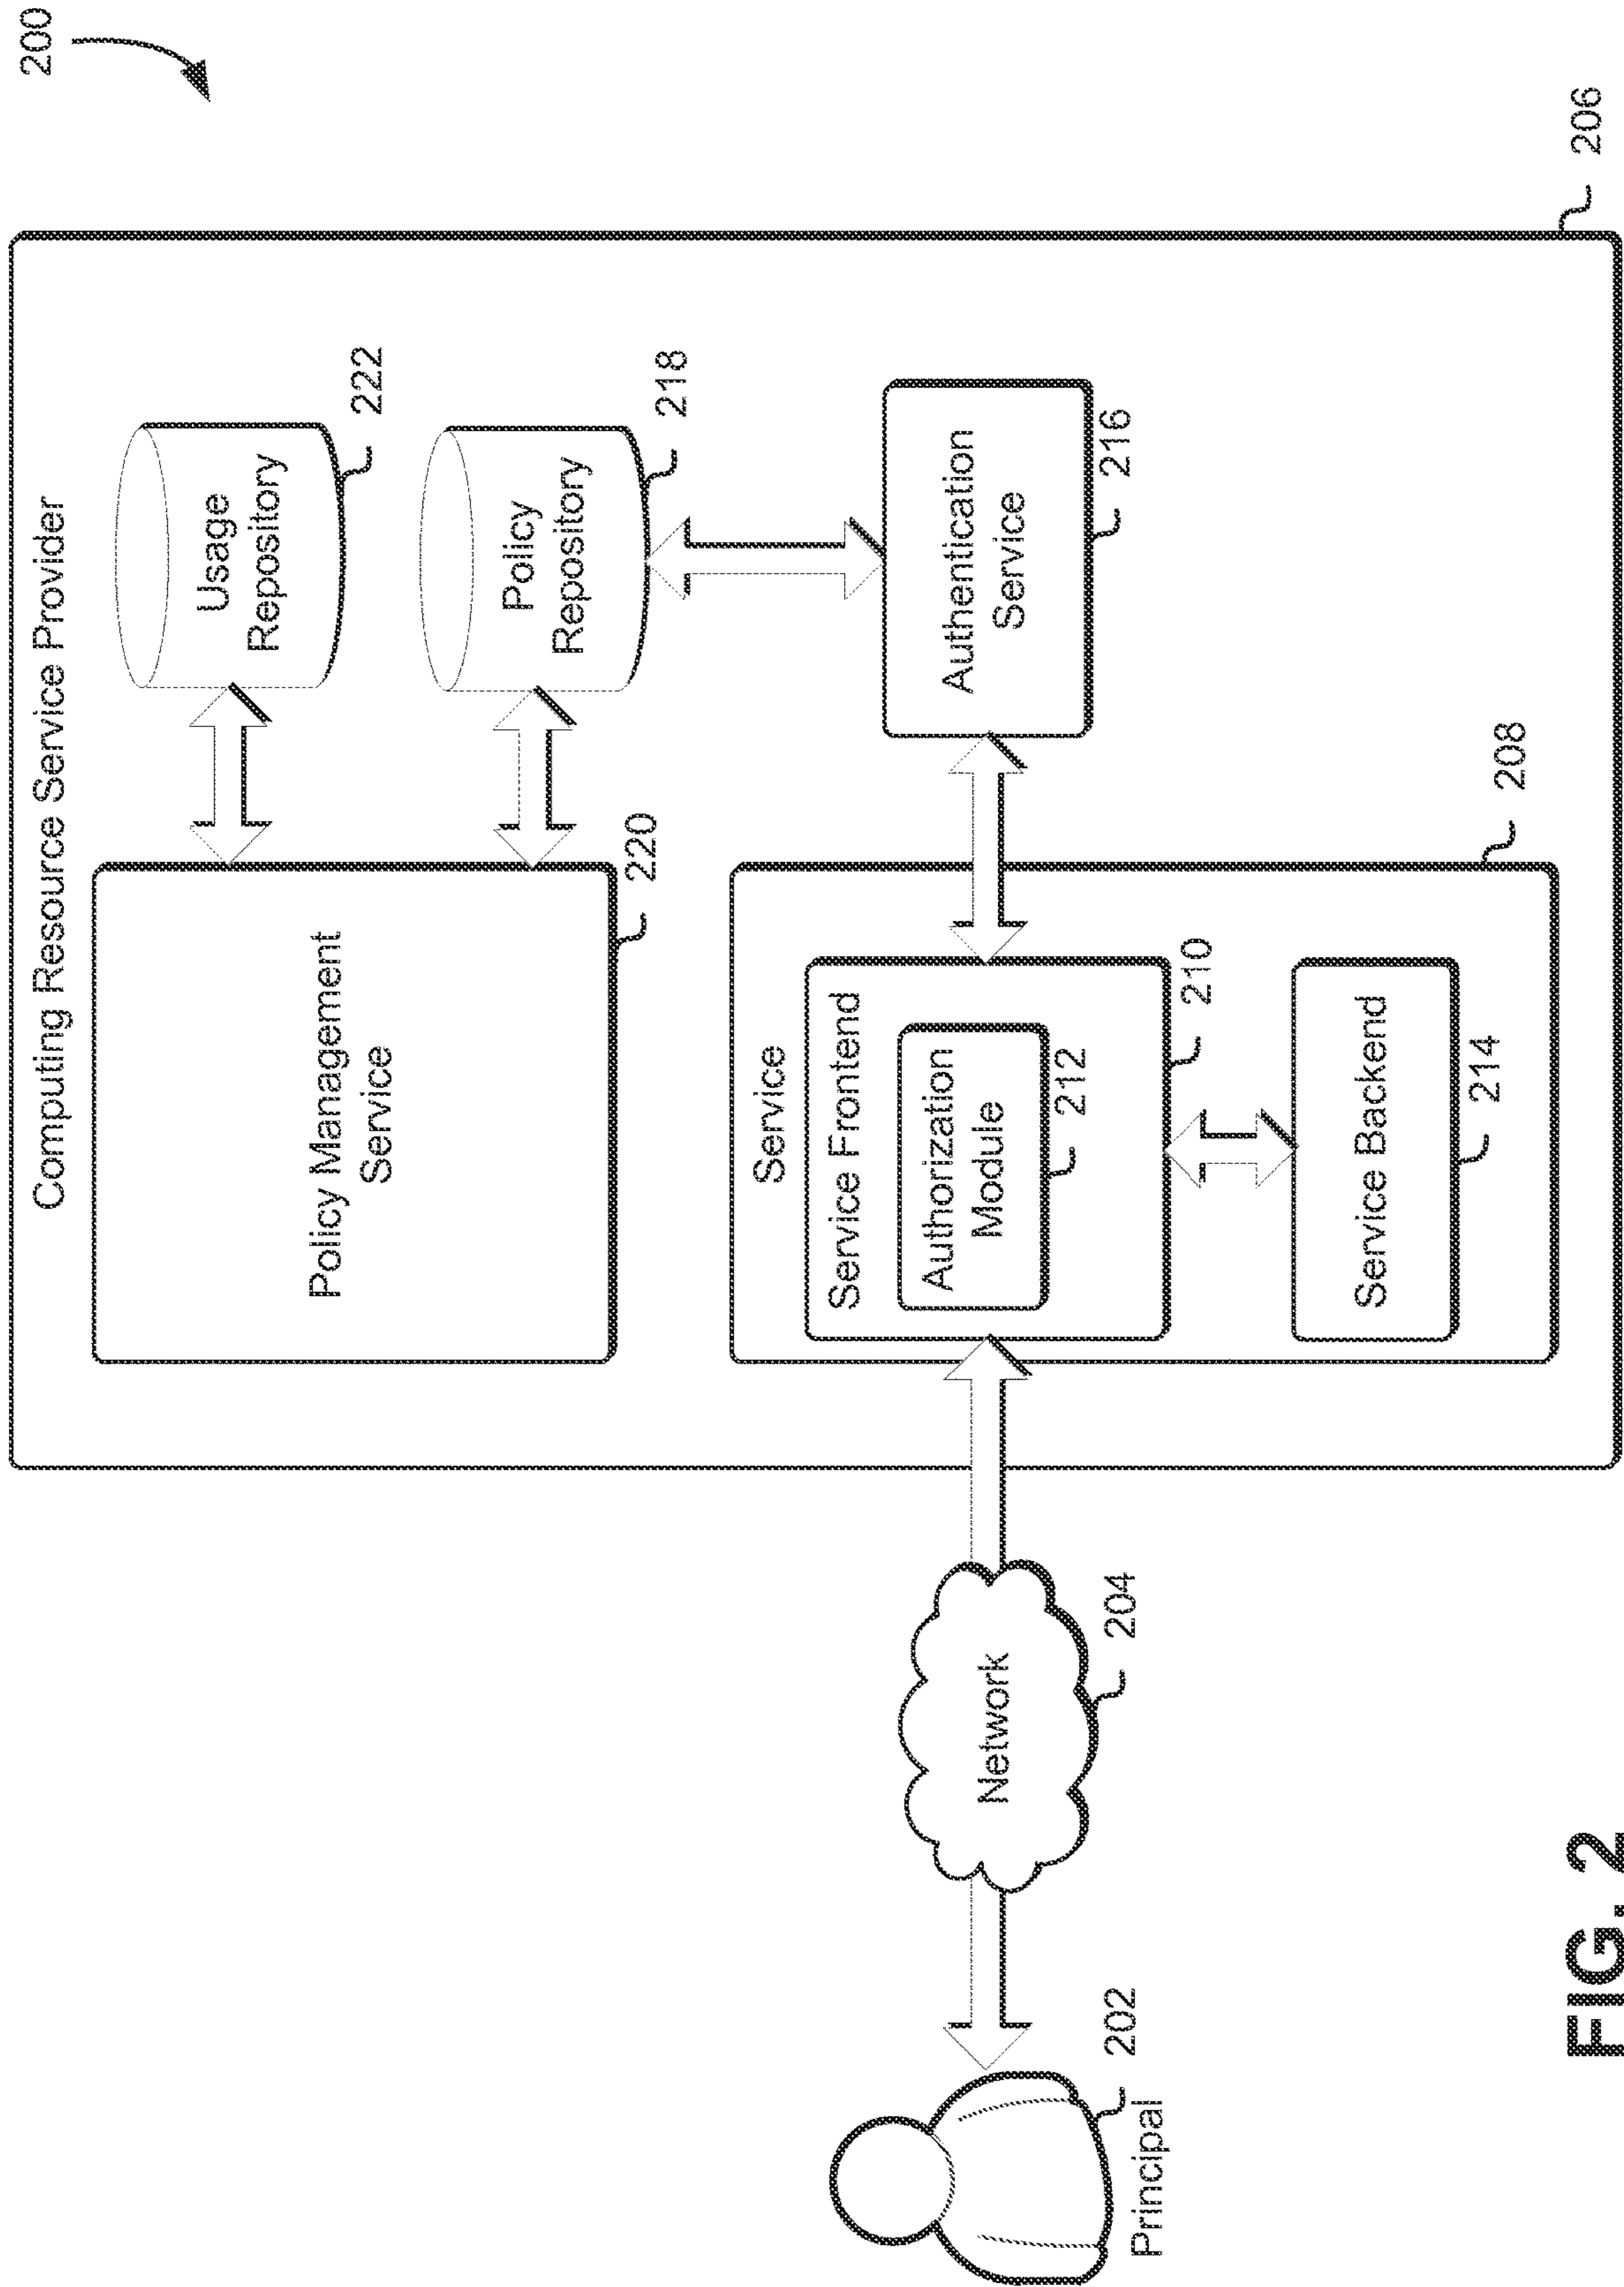 200
Computing Resource Service Provider
206
Policy Management
Service
220
Usage
Repository
222
Policy
Repository
218
Service
208
Service Frontend
210
Authorization
Module
212
Authentication
Service
216
Service Backend
214
Network
204
202
Principal
FIG. 2